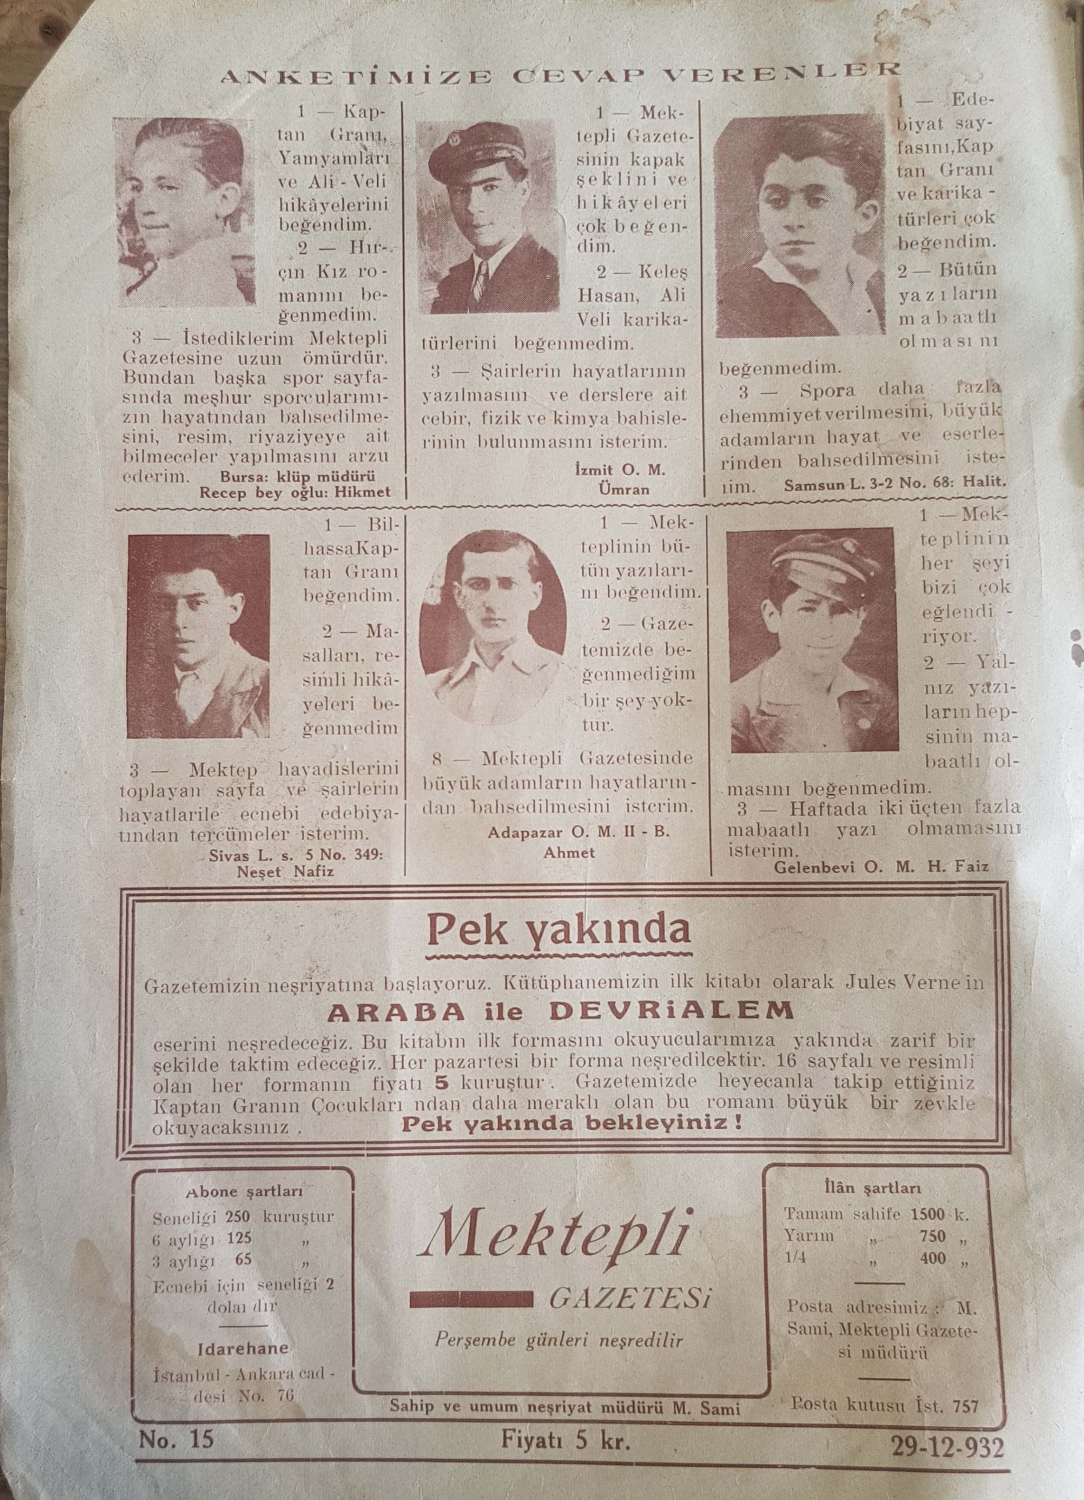 ANKETİMİZE CEVAP VERENLER
1 — Kap-
tan Granı,
Yamyamları
ve Ali - Veli
hikâyelerini
beğendim.
2 — Hır-
çın Kız ro-
manını be-
ğenmedim.
3 — İstediklerim Mektepli
Gazetesine uzun ömürdür.
Bundan başka spor sayfa-
sında meşhur sporcularımı-
zın hayatından bahsedilme-
sini, resim, riyaziyeye ait
bilmeceler yapılmasını arzu
ederim. Bursa: klüp müdürü
Recep bey oğlu: Hikmet
1 — Mek-
tepli Gazete-
sinin kapak
şeklini ve
hikâyeleri
çok beğen-
dim.
2 — Keleş
Hasan, Ali
Veli karika-
türlerini beğenmedim.
3 — Şairlerin hayatlarının
yazılmasını ve derslere ait
cebir, fizik ve kimya bahisle-
rinin bulunmasını isterim.
İzmit O. M.
Ümran
1 — Ede-
biyat say-
fasını, Kap
tan Granı
ve karika -
türleri çok
beğendim.
2 — Bütün
yazıların
mabaatlı
olmasını
beğenmedim.
3 — Spora daha fazla
ehemmiyet verilmesini, büyük
adamların hayat ve eserle-
rinden bahsedilmesini iste-
rim. Samsun L. 3-2 No. 68: Halit.
1 — Bil-
hassa Kap-
tan Granı
beğendim.
2 — Ma-
salları, re-
simli hikâ-
yeleri be-
ğenmedim
3 — Mektep havadislerini
toplayan sayfa ve şairlerin
hayatlarile ecnebi edebiya-
tından tercümeler isterim.
Sivas L. s. 5 No. 349:
Neşet Nafiz
1 — Mek-
teplinin bü-
tün yazıları-
nı beğendim.
2 — Gaze-
temizde be-
ğenmediğim
bir şey yok-
tur.
8 — Mektepli Gazetesinde
büyük adamların hayatların-
dan bahsedilmesini isterim.
Adapazar O. M. II - B.
Ahmet
1 — Mek-
teplinin
her şeyi
bizi çok
eğlendi -
riyor.
2 — Yal-
nız yazı-
ların hep-
sinin ma-
baatlı ol-
masını beğenmedim.
3 — Haftada iki üçten fazla
mabaatlı yazı olmamasını
isterim.
Gelenbevi O. M. H. Faiz
Pek yakında
Gazetemizin neşriyatına başlayoruz. Kütüphanemizin ilk kitabı olarak Jules Verne in
ARABA ile DEVRİALEM
eserini neşredeceğiz. Bu kitabın ilk formasını okuyucularımıza yakında zarif bir
şekilde taktim edeceğiz. Her pazartesi bir forma neşredilcektir. 16 sayfalı ve resimli
olan her formanın fiyatı 5 kuruştur. Gazetemizde heyecanla takip ettiğiniz
Kaptan Granın Çocukları ndan daha meraklı olan bu romanı büyük bir zevkle
okuyacaksınız . Pek yakında bekleyiniz !
Abone şartları
Seneliği 250 kuruştur
6 aylığı 125 „
3 aylığı 65 „
Ecnebi için seneliği 2
dolar dır
Idarehane
İstanbul - Ankara cad -
desi No. 76
Mektepli
GAZETESİ
Perşembe günleri neşredilir
Sahip ve umum neşriyat müdürü M. Sami
İlân şartları
Tamam sahife 1500 k.
Yarım „ 750 „
1/4 „ 400 „
Posta adresimiz : M.
Sami, Mektepli Gazete-
si müdürü
Posta kutusu İst. 757
No. 15 Fiyatı 5 kr. 29-12-932